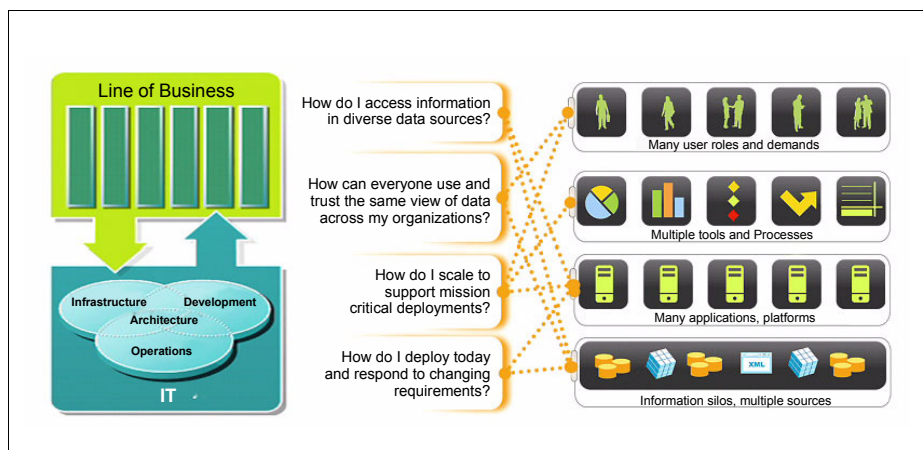 Line of Business
Infrastructure
Development
Architecture
Operations
IT
How do I access information
in diverse data sources?
How can everyone use and
trust the same view of data
across my organizations?
How do I scale to
support mission
critical deployments?
How do I deploy today
and respond to changing
requirements?
Many user roles and demands
Multiple tools and Processes
Many applications, platforms
XML
Information silos, multiple sources